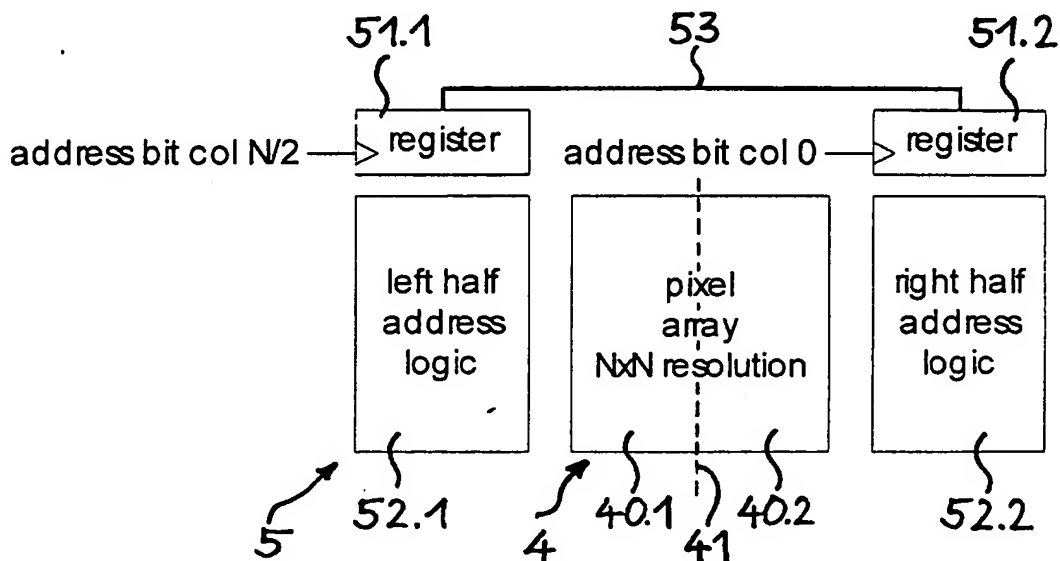 51.1 53 51.2
register register
address bit col N/2 address bit col 0
left half
address
logic
pixel
array
NxN resolution
right half
address
logic
5 52.1 4 40.1 41 40.2 52.2